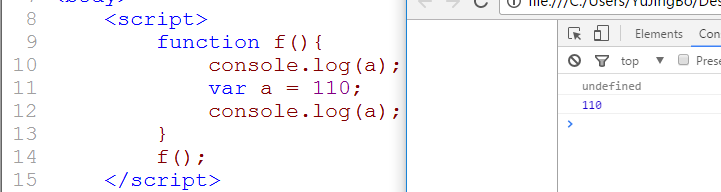 7 <body>
8 <script>
9 function f(){
10 console.log(a);
11 var a = 110;
12 console.log(a);
13 }
14 f();
15 </script>
file:///C:/Users/YuJingBo/Des
Elements Con
top Prese
undefined
110
>